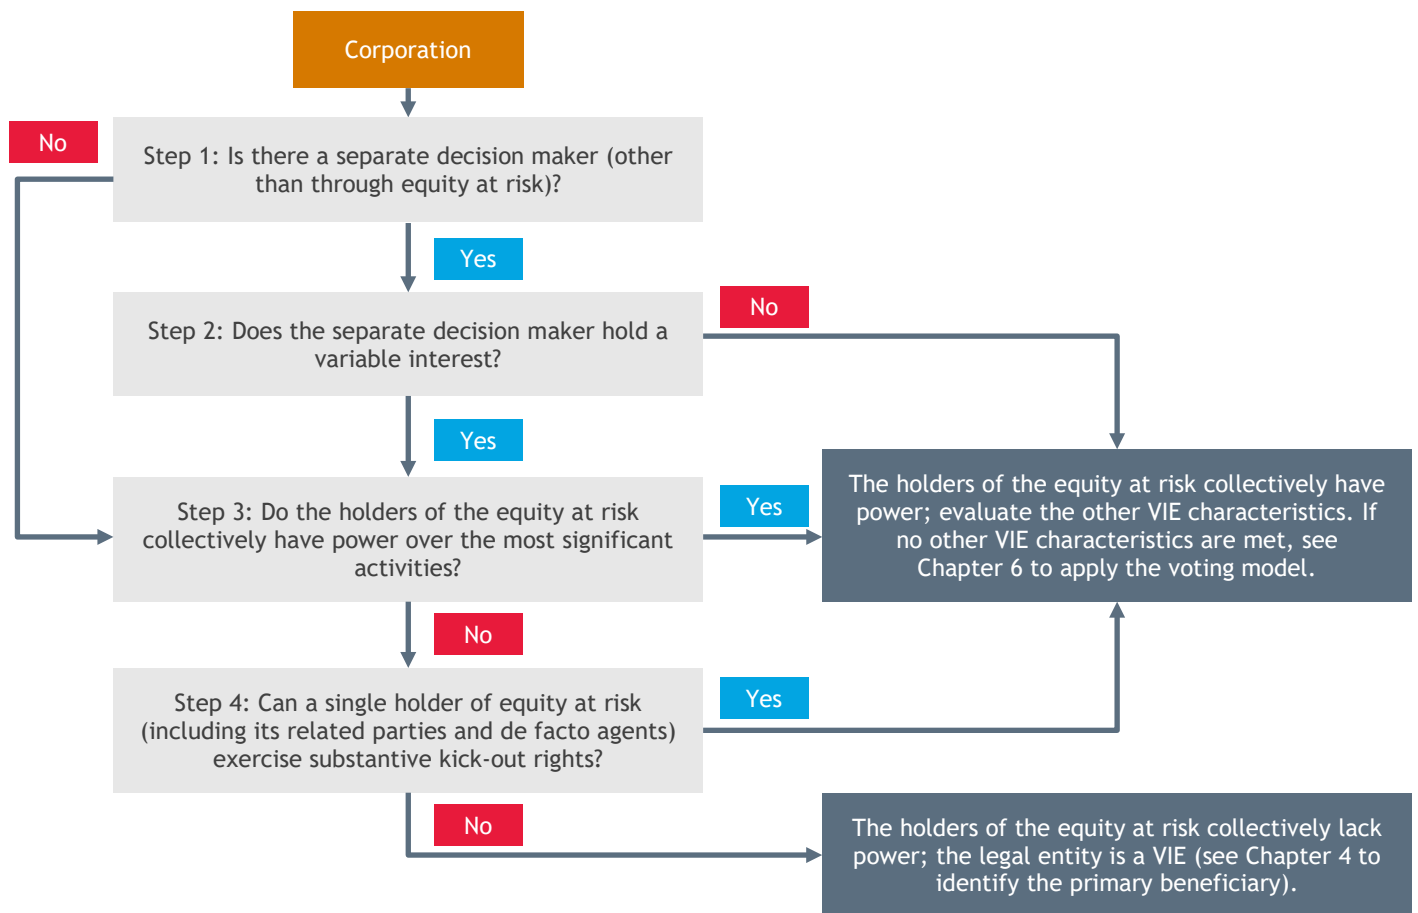 Corporation
No
Step 1: Is there a separate decision maker (other
than through equity at risk)?
Yes
Step 2: Does the separate decision maker hold a
variable interest?
No
Yes
Step 3: Do the holders of the equity at risk
collectively have power over the most significant
activities?
Yes
The holders of the equity at risk collectively have
power; evaluate the other VIE characteristics. If
no other VIE characteristics are met, see
Chapter 6 to apply the voting model.
No
Step 4: Can a single holder of equity at risk
(including its related parties and de facto agents)
exercise substantive kick-out rights?
Yes
No
The holders of the equity at risk collectively lack
power; the legal entity is a VIE (see Chapter 4 to
identify the primary beneficiary).